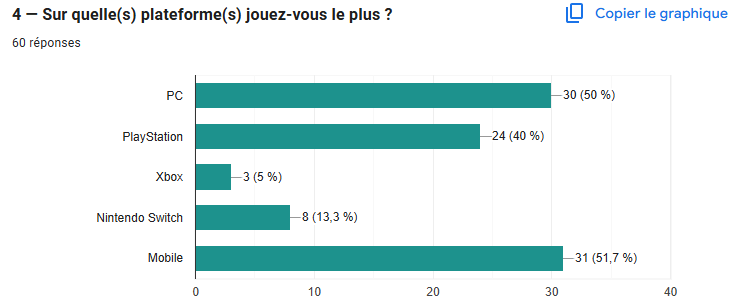 4 — Sur quelle(s) plateforme(s) jouez-vous le plus ?
Copier le graphique
60 réponses
PC 30 (50 %)
PlayStation 24 (40 %)
Xbox 3 (5 %)
Nintendo Switch 8 (13,3 %)
Mobile 31 (51,7 %)
0 10 20 30 40